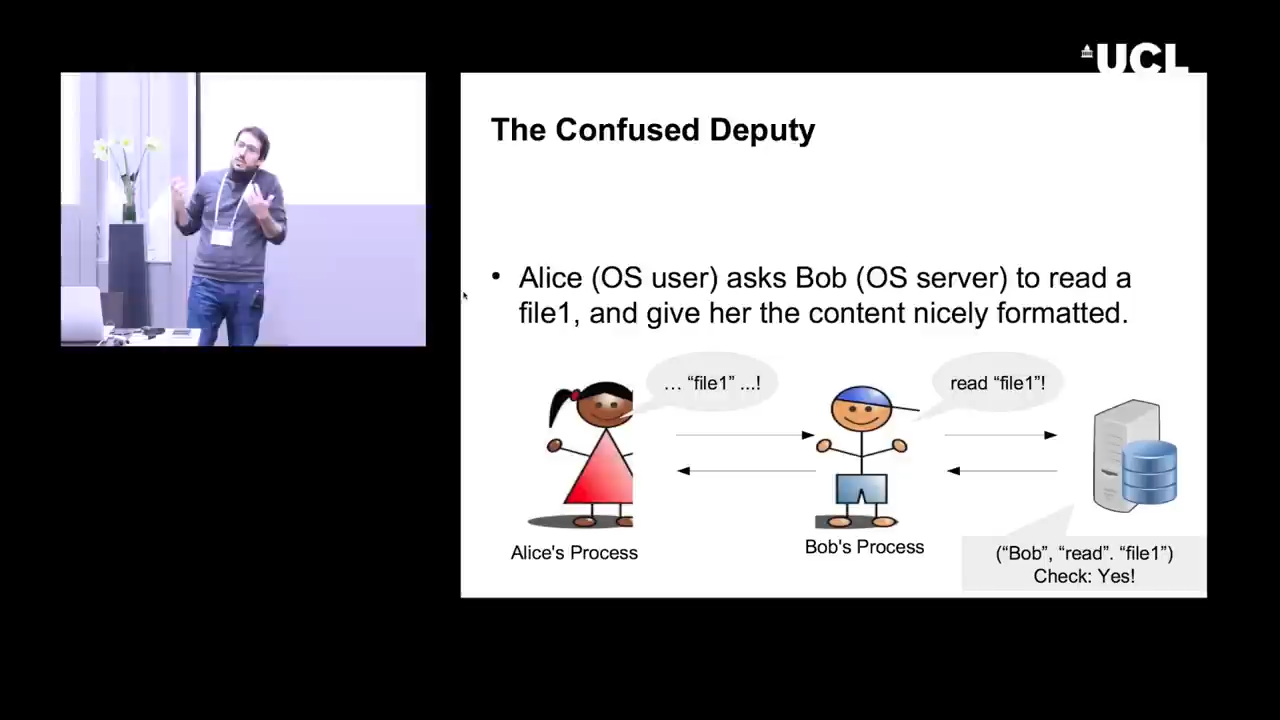 UCL
The Confused Deputy
• Alice (OS user) asks Bob (OS server) to read a
file1, and give her the content nicely formatted.
… “file1” ...!
read “file1”!
Alice's Process
Bob's Process
(“Bob”, “read”. “file1”)
Check: Yes!